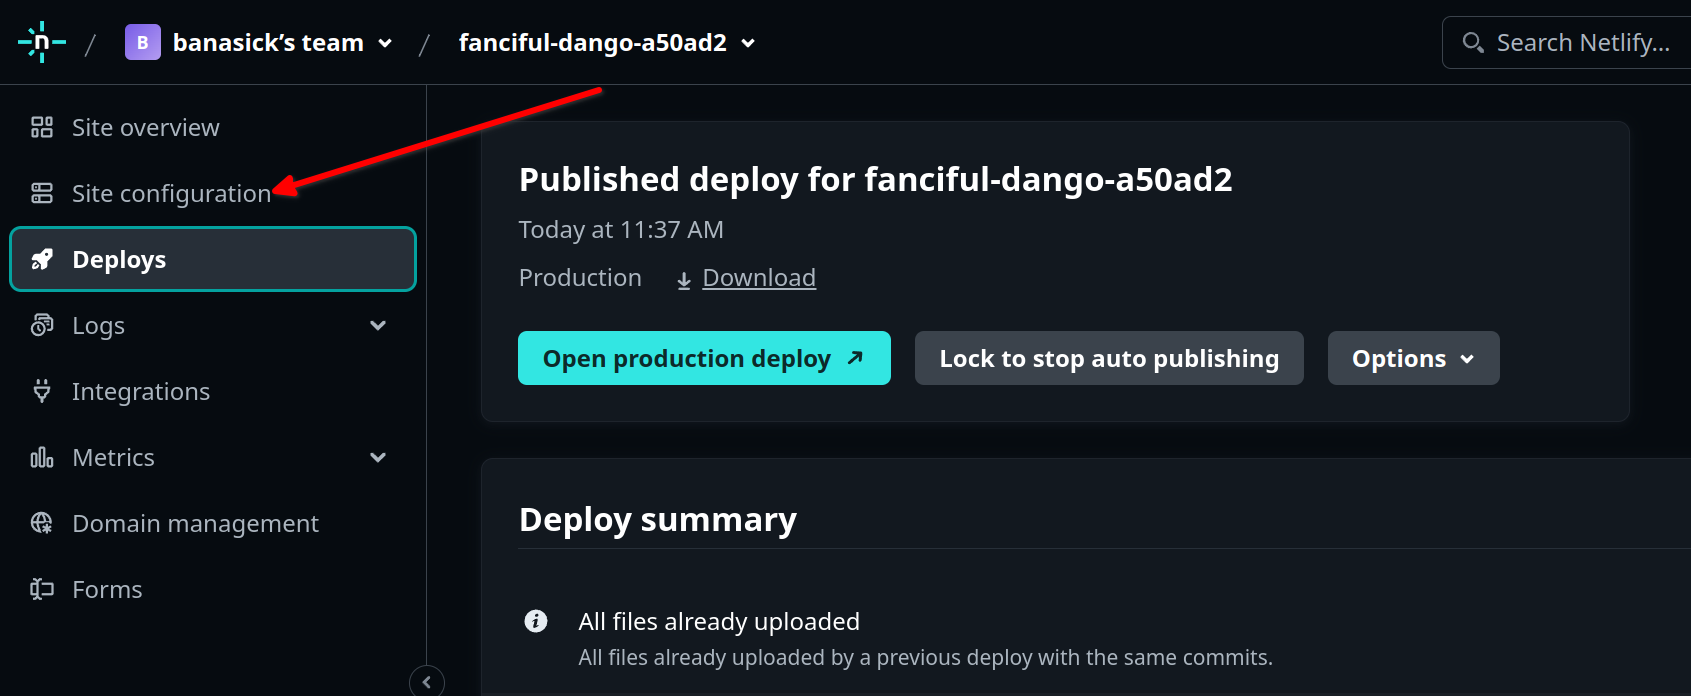 n / B banasick's team / fanciful-dango-a50ad2
Search Netlify...
Site overview
Site configuration
Deploys
Logs
Integrations
Metrics
Domain management
Forms
Published deploy for fanciful-dango-a50ad2
Today at 11:37 AM
Production Download
Open production deploy Lock to stop auto publishing Options
Deploy summary
i All files already uploaded
All files already uploaded by a previous deploy with the same commits.